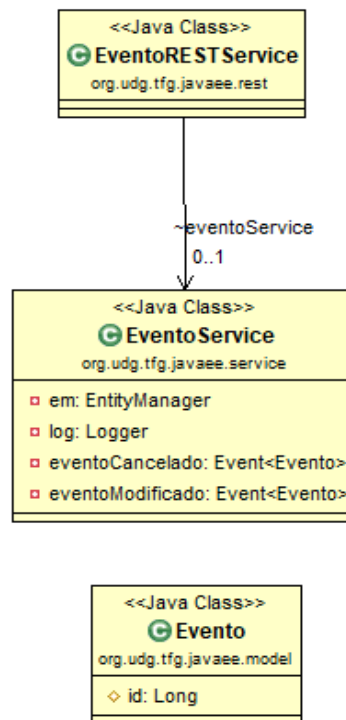 <<Java Class>>
EventoRESTService
org.udg.tfg.javaee.rest
~eventoService
0..1
<<Java Class>>
EventoService
org.udg.tfg.javaee.service
em: EntityManager
log: Logger
eventoCancelado: Event<Evento>
eventoModificado: Event<Evento>
<<Java Class>>
Evento
org.udg.tfg.javaee.model
id: Long